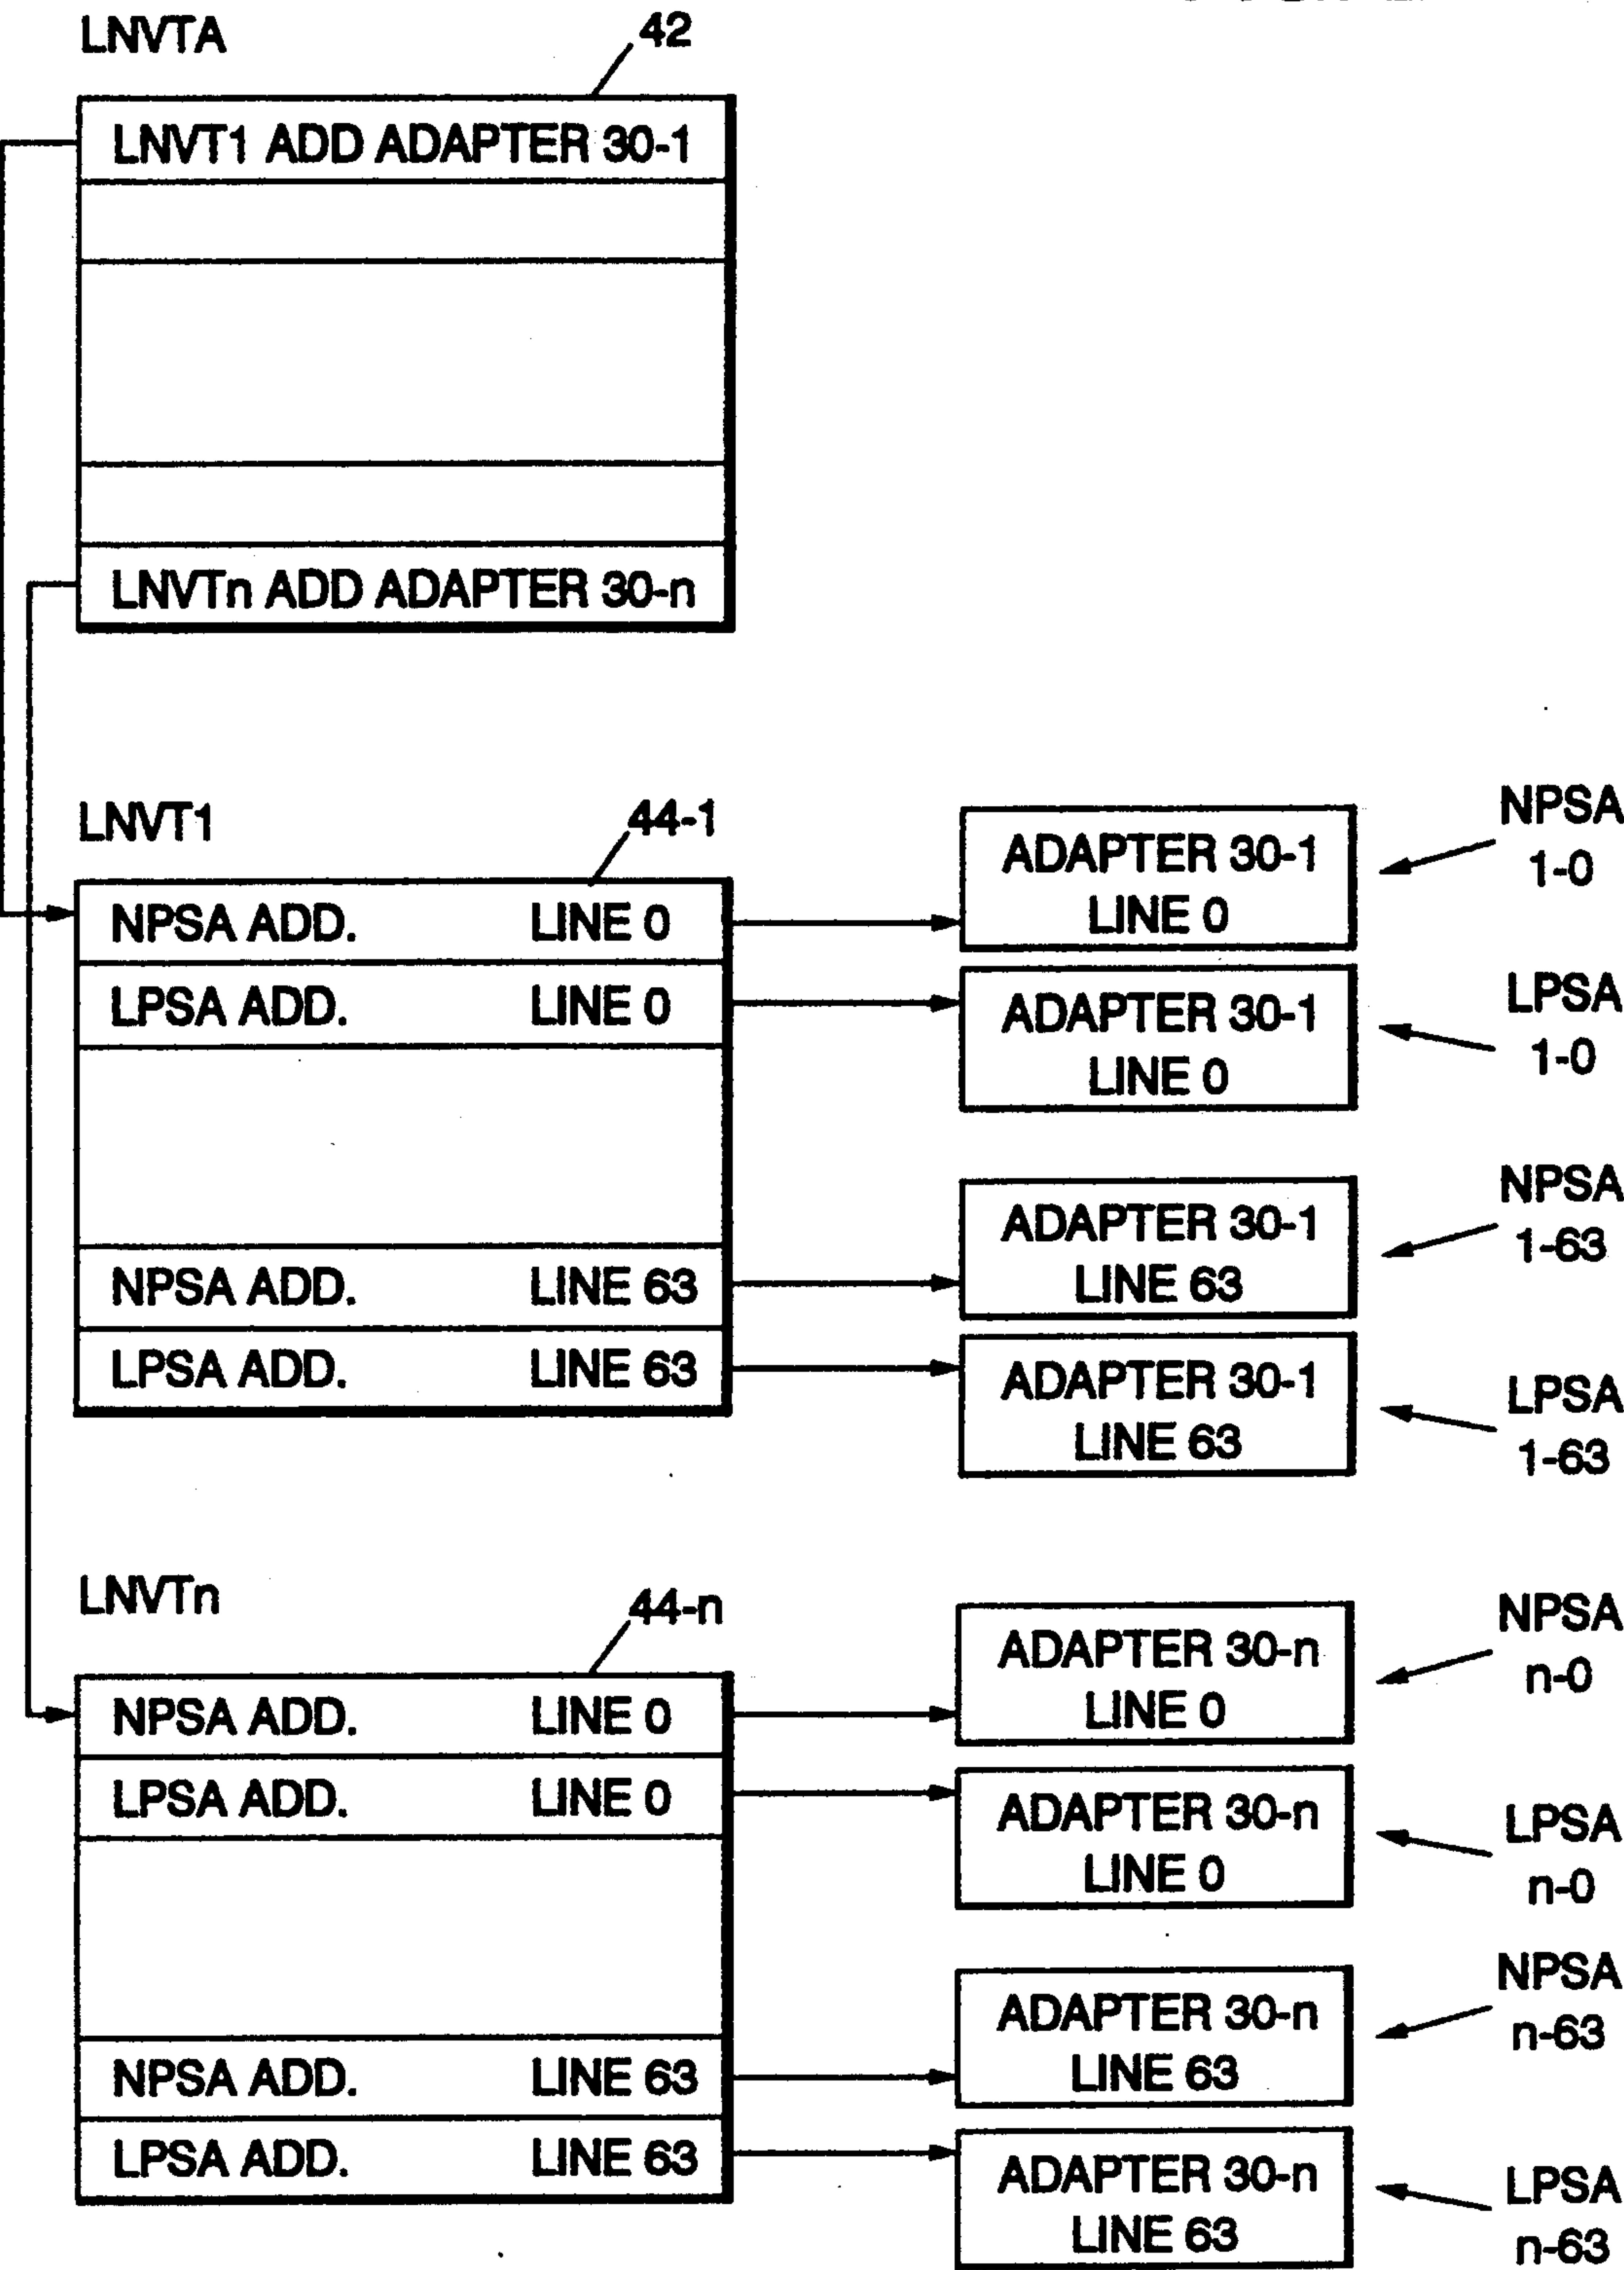 LNVTA
42
LNVT1 ADD ADAPTER 30-1
LNVTn ADD ADAPTER 30-n
LNVT1
44-1
NPSA ADD. LINE 0
LPSA ADD. LINE 0
NPSA ADD. LINE 63
LPSA ADD. LINE 63
ADAPTER 30-1
LINE 0
NPSA
1-0
ADAPTER 30-1
LINE 0
LPSA
1-0
ADAPTER 30-1
LINE 63
NPSA
1-63
ADAPTER 30-1
LINE 63
LPSA
1-63
LNVTn
44-n
NPSA ADD. LINE 0
LPSA ADD. LINE 0
NPSA ADD. LINE 63
LPSA ADD. LINE 63
ADAPTER 30-n
LINE 0
NPSA
n-0
ADAPTER 30-n
LINE 0
LPSA
n-0
ADAPTER 30-n
LINE 63
NPSA
n-63
ADAPTER 30-n
LINE 63
LPSA
n-63